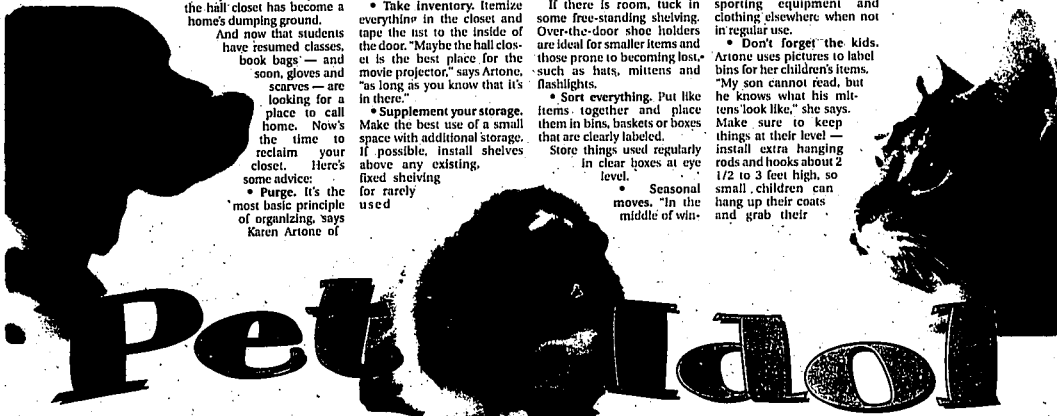 the hall closet has become a
home's dumping ground.
And now that students
have resumed classes,
book bags — and
soon, gloves and
scarves — are
looking for a
place to call
home. Now's
the time to
reclaim your
closet. Here's
some advice:
• Purge. It's the
most basic principle
of organizing, says
Karen Artone of
• Take inventory. Itemize
everything in the closet and
tape the list to the inside of
the door. "Maybe the hall clos-
et is the best place for the
movie projector," says Artone,
"as long as you know that it's
in there."
• Supplement your storage.
Make the best use of a small
space with additional storage.
If possible, install shelves
above any existing,
fixed shelving
for rarely
used
If there is room, tuck in
some free-standing shelving.
Over-the-door shoe holders
are ideal for smaller items and
those prone to becoming lost,
such as hats, mittens and
flashlights.
• Sort everything. Put like
items together and place
them in bins, baskets or boxes
that are clearly labeled.
Store things used regularly
in clear boxes at eye
level.
• Seasonal
moves. "In the
middle of win-
sporting equipment and
clothing elsewhere when not
in regular use.
• Don't forget the kids.
Artone uses pictures to label
bins for her children's items.
"My son cannot read, but
he knows what his mit-
tens look like," she says.
Make sure to keep
things at their level —
install extra hanging
rods and hooks about 2
1/2 to 3 feet high, so
small children can
hang up their coats
and grab their
Pet Idol